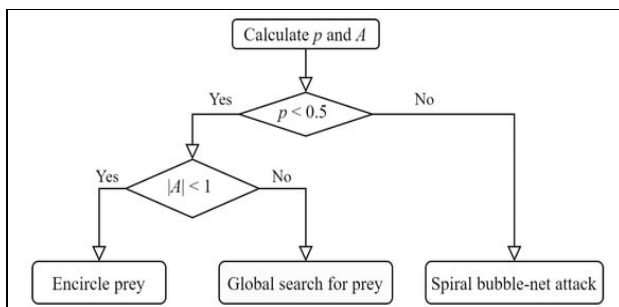 Calculate p and A
Yes
No
p < 0.5
Yes
No
|A| < 1
Encircle prey
Global search for prey
Spiral bubble-net attack